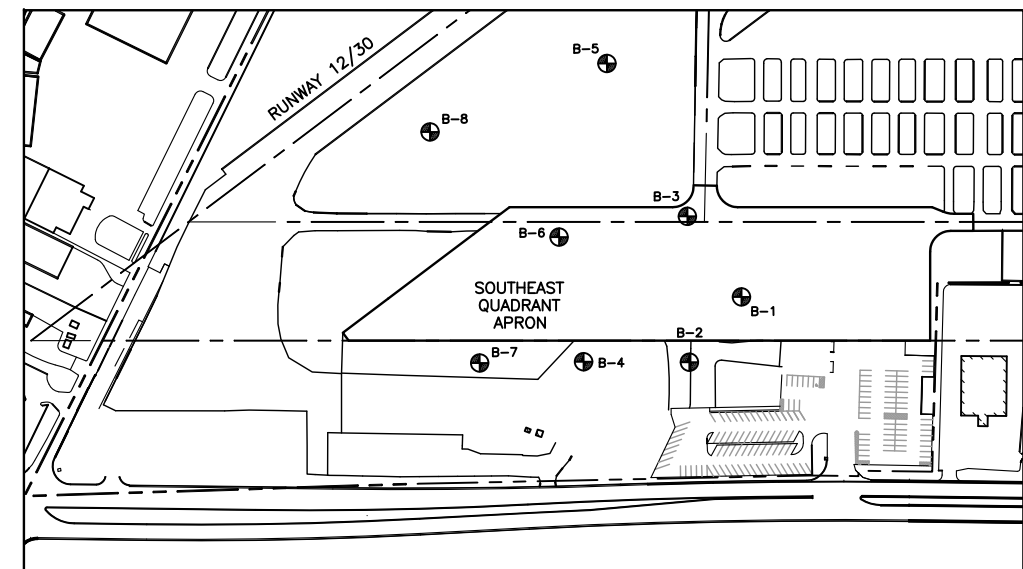 B-5
RUNWAY 12/30
B-8
B-3
B-6
SOUTHEAST
QUADRANT
APRON
B-1
B-2
B-7
B-4